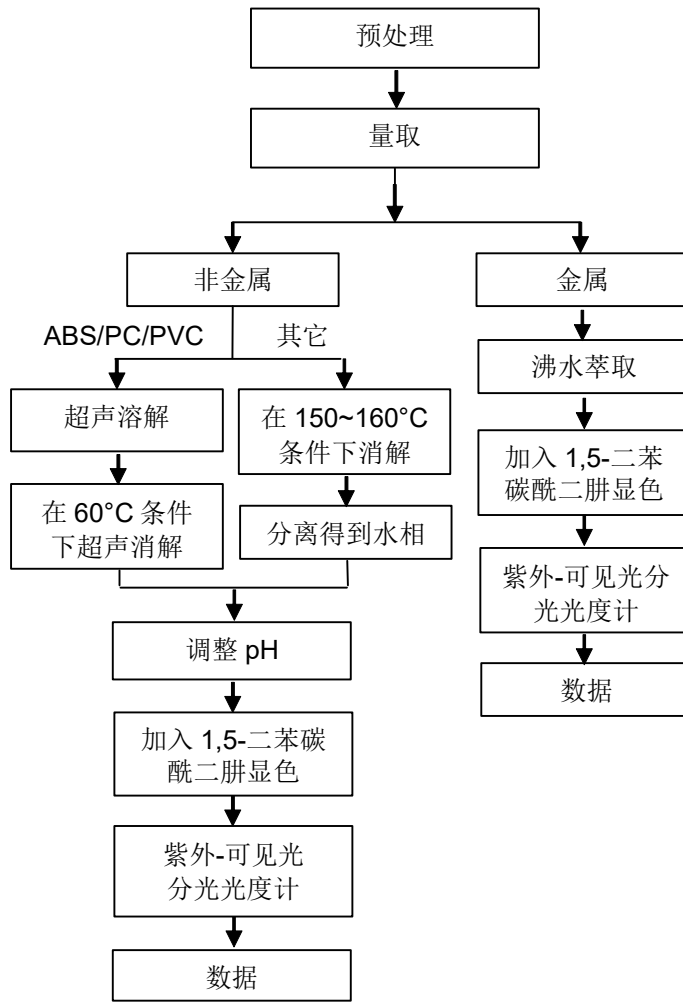 预处理
量取
非金属
金属
ABS/PC/PVC
其它
超声溶解
在 150~160°C
条件下消解
在 60°C 条件
下超声消解
分离得到水相
调整 pH
加入 1,5-二苯碳
酰二肼显色
紫外-可见光
分光光度计
数据
沸水萃取
加入 1,5-二苯
碳酰二肼显色
紫外-可见光分
光光度计
数据